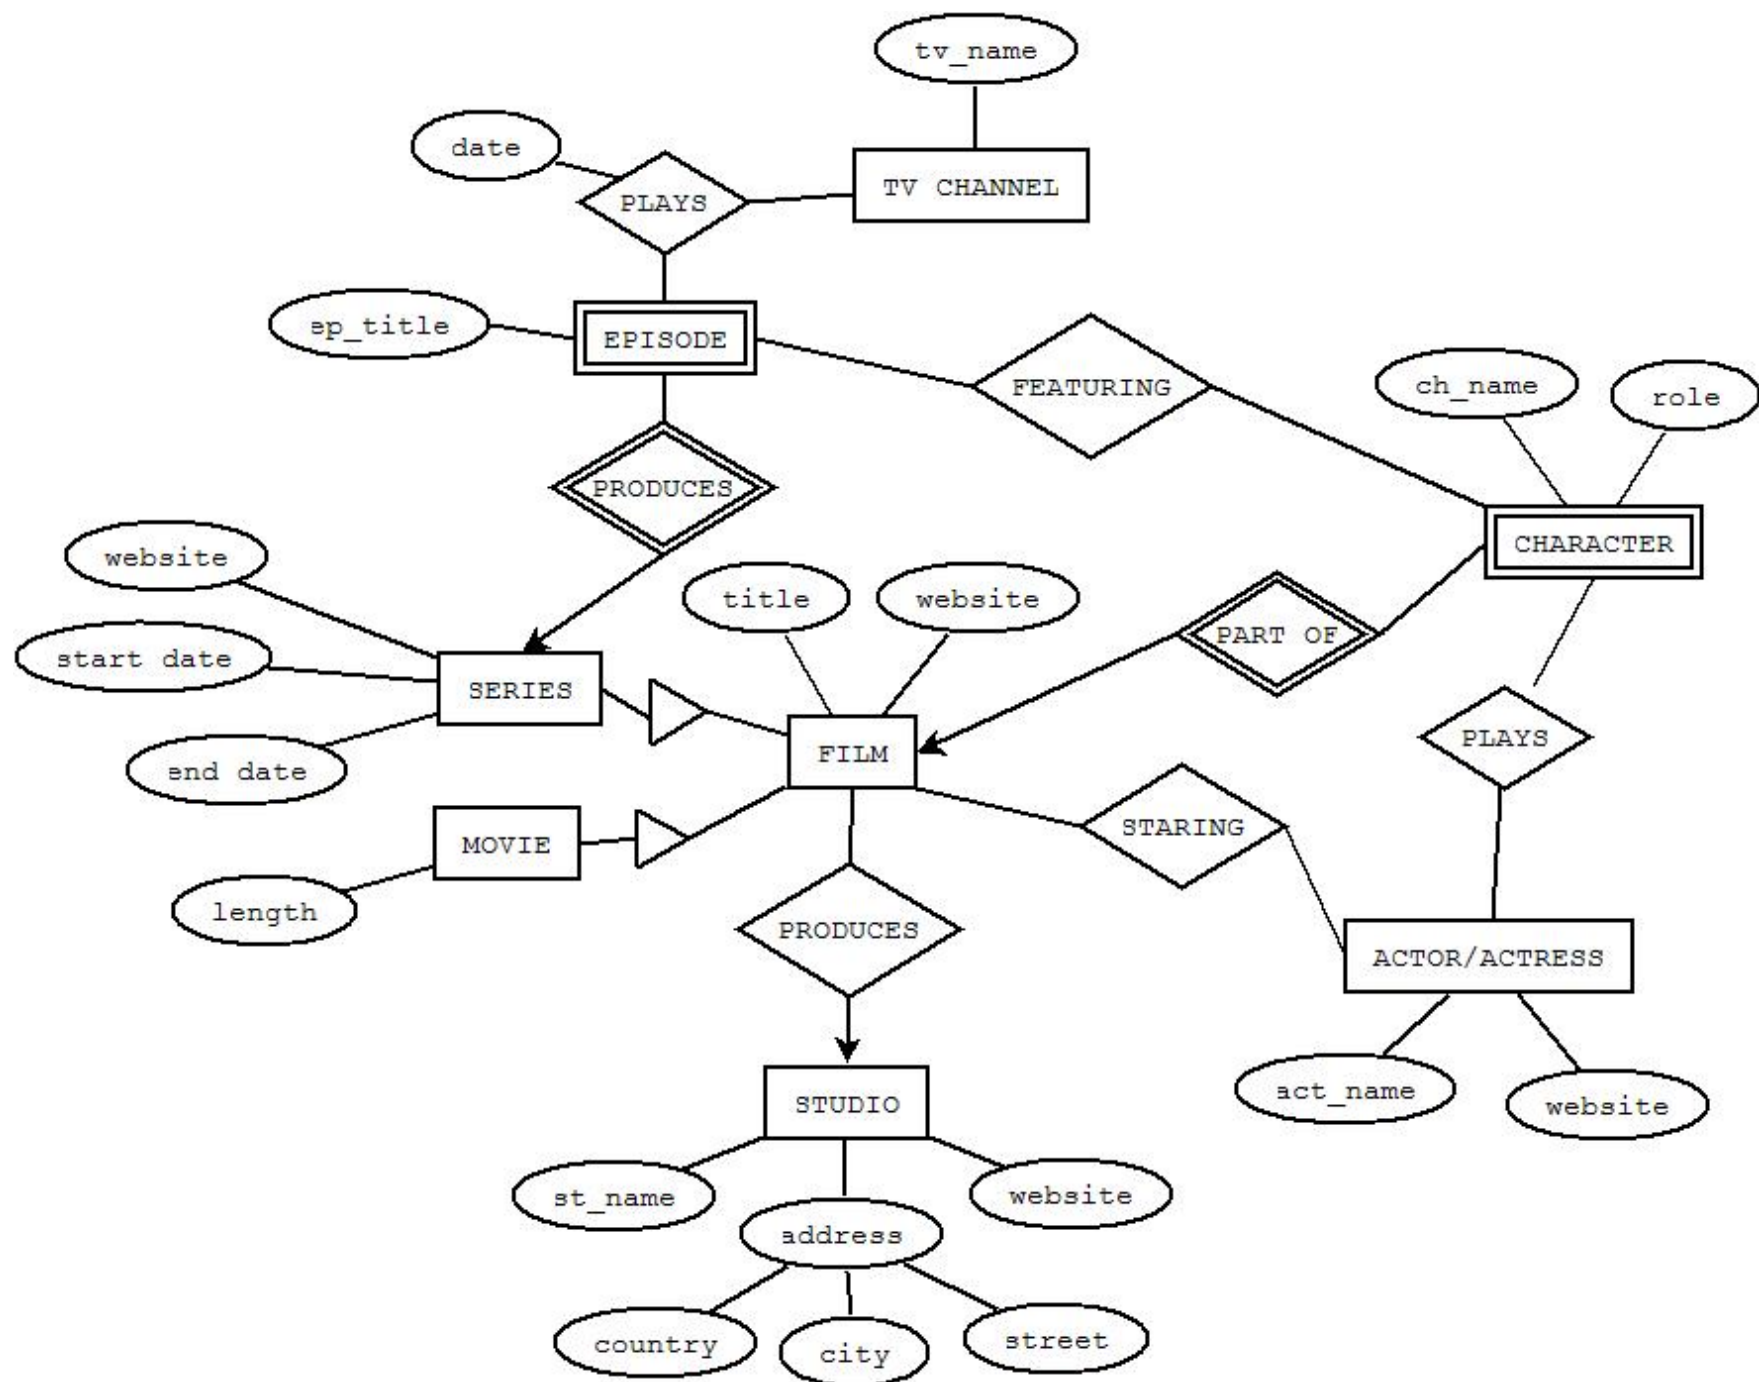 tv_name
date
TV CHANNEL
PLAYS
ep_title
EPISODE
FEATURING
ch_name
role
PRODUCES
CHARACTER
website
title
website
start date
PART OF
SERIES
end date
FILM
PLAYS
MOVIE
STARING
length
PRODUCES
ACTOR/ACTRESS
STUDIO
act_name
website
st_name
website
address
country
city
street